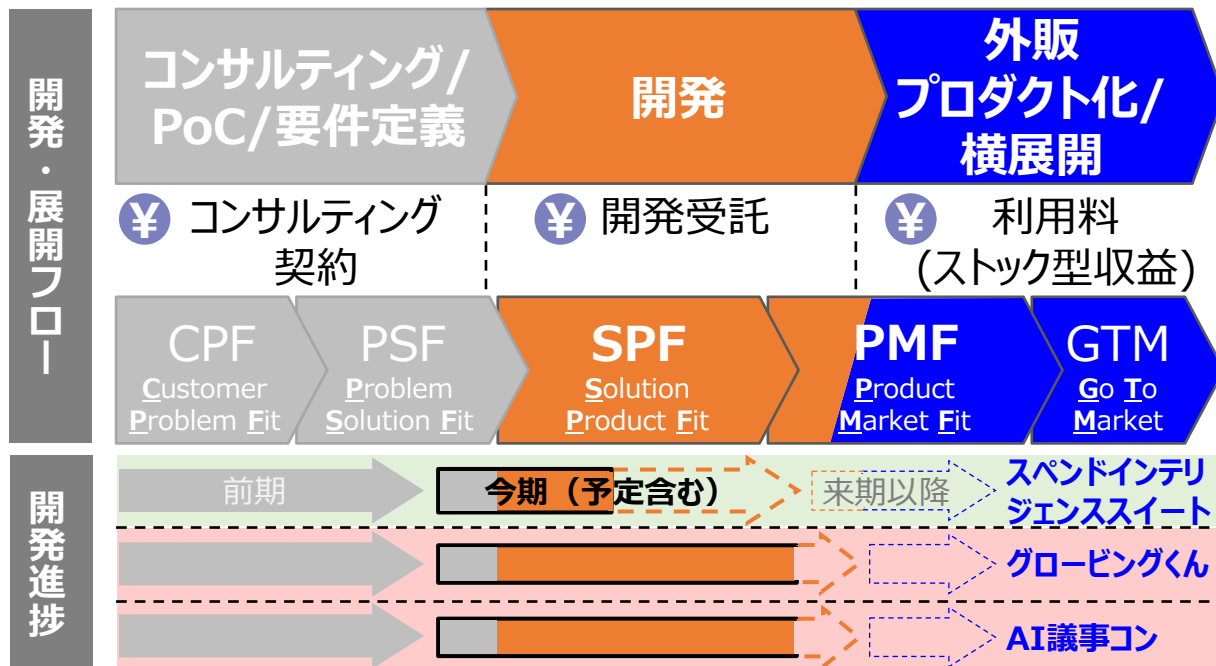 開発・展開フロー
コンサルティング/
PoC/要件定義
開発
外販
プロダクト化/
横展開
¥ コンサルティング
契約
¥ 開発受託
¥ 利用料
(ストック型収益)
CPF
Customer
Problem Fit
PSF
Problem
Solution Fit
SPF
Solution
Product Fit
PMF
Product
Market Fit
GTM
Go To
Market
開発進捗
前期
今期（予定含む）
来期以降
スペンドインテリ
ジェンススイート
グロービングくん
AI議事コン